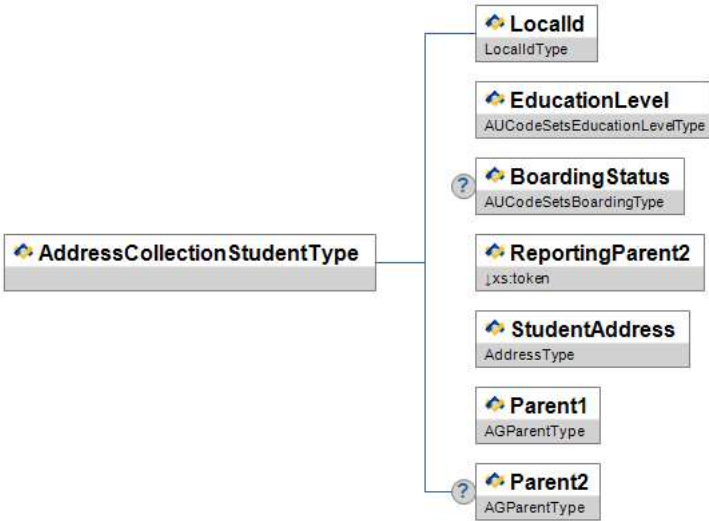 LocalId
LocalIdType
EducationLevel
AUCodeSetsEducationLevelType
?
BoardingStatus
AUCodeSetsBoardingType
AddressCollectionStudentType
ReportingParent2
↓xs:token
StudentAddress
AddressType
Parent1
AGParentType
?
Parent2
AGParentType